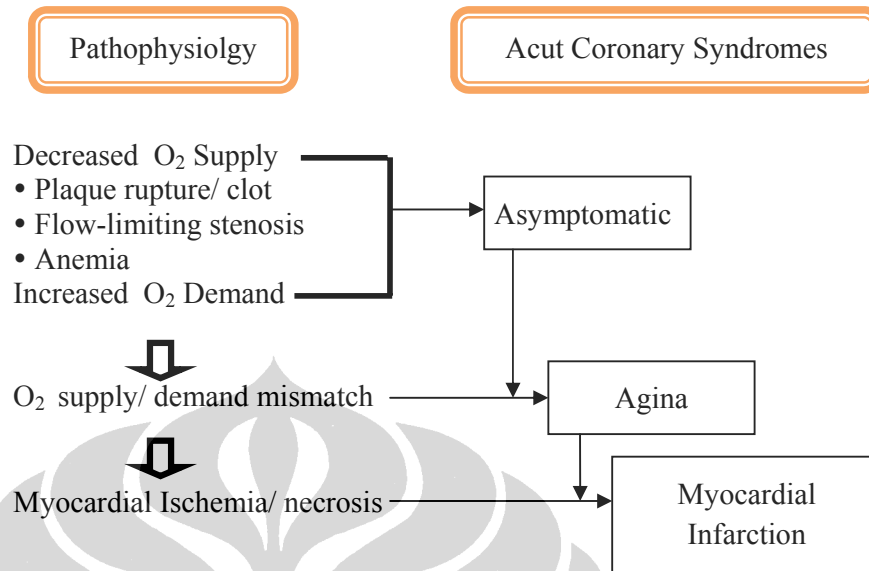 Pathophysiolgy
Acut Coronary Syndromes
Decreased O₂ Supply
• Plaque rupture/ clot
• Flow-limiting stenosis
• Anemia
Increased O₂ Demand
Asymptomatic
O₂ supply/ demand mismatch
Agina
Myocardial Ischemia/ necrosis
Myocardial
Infarction